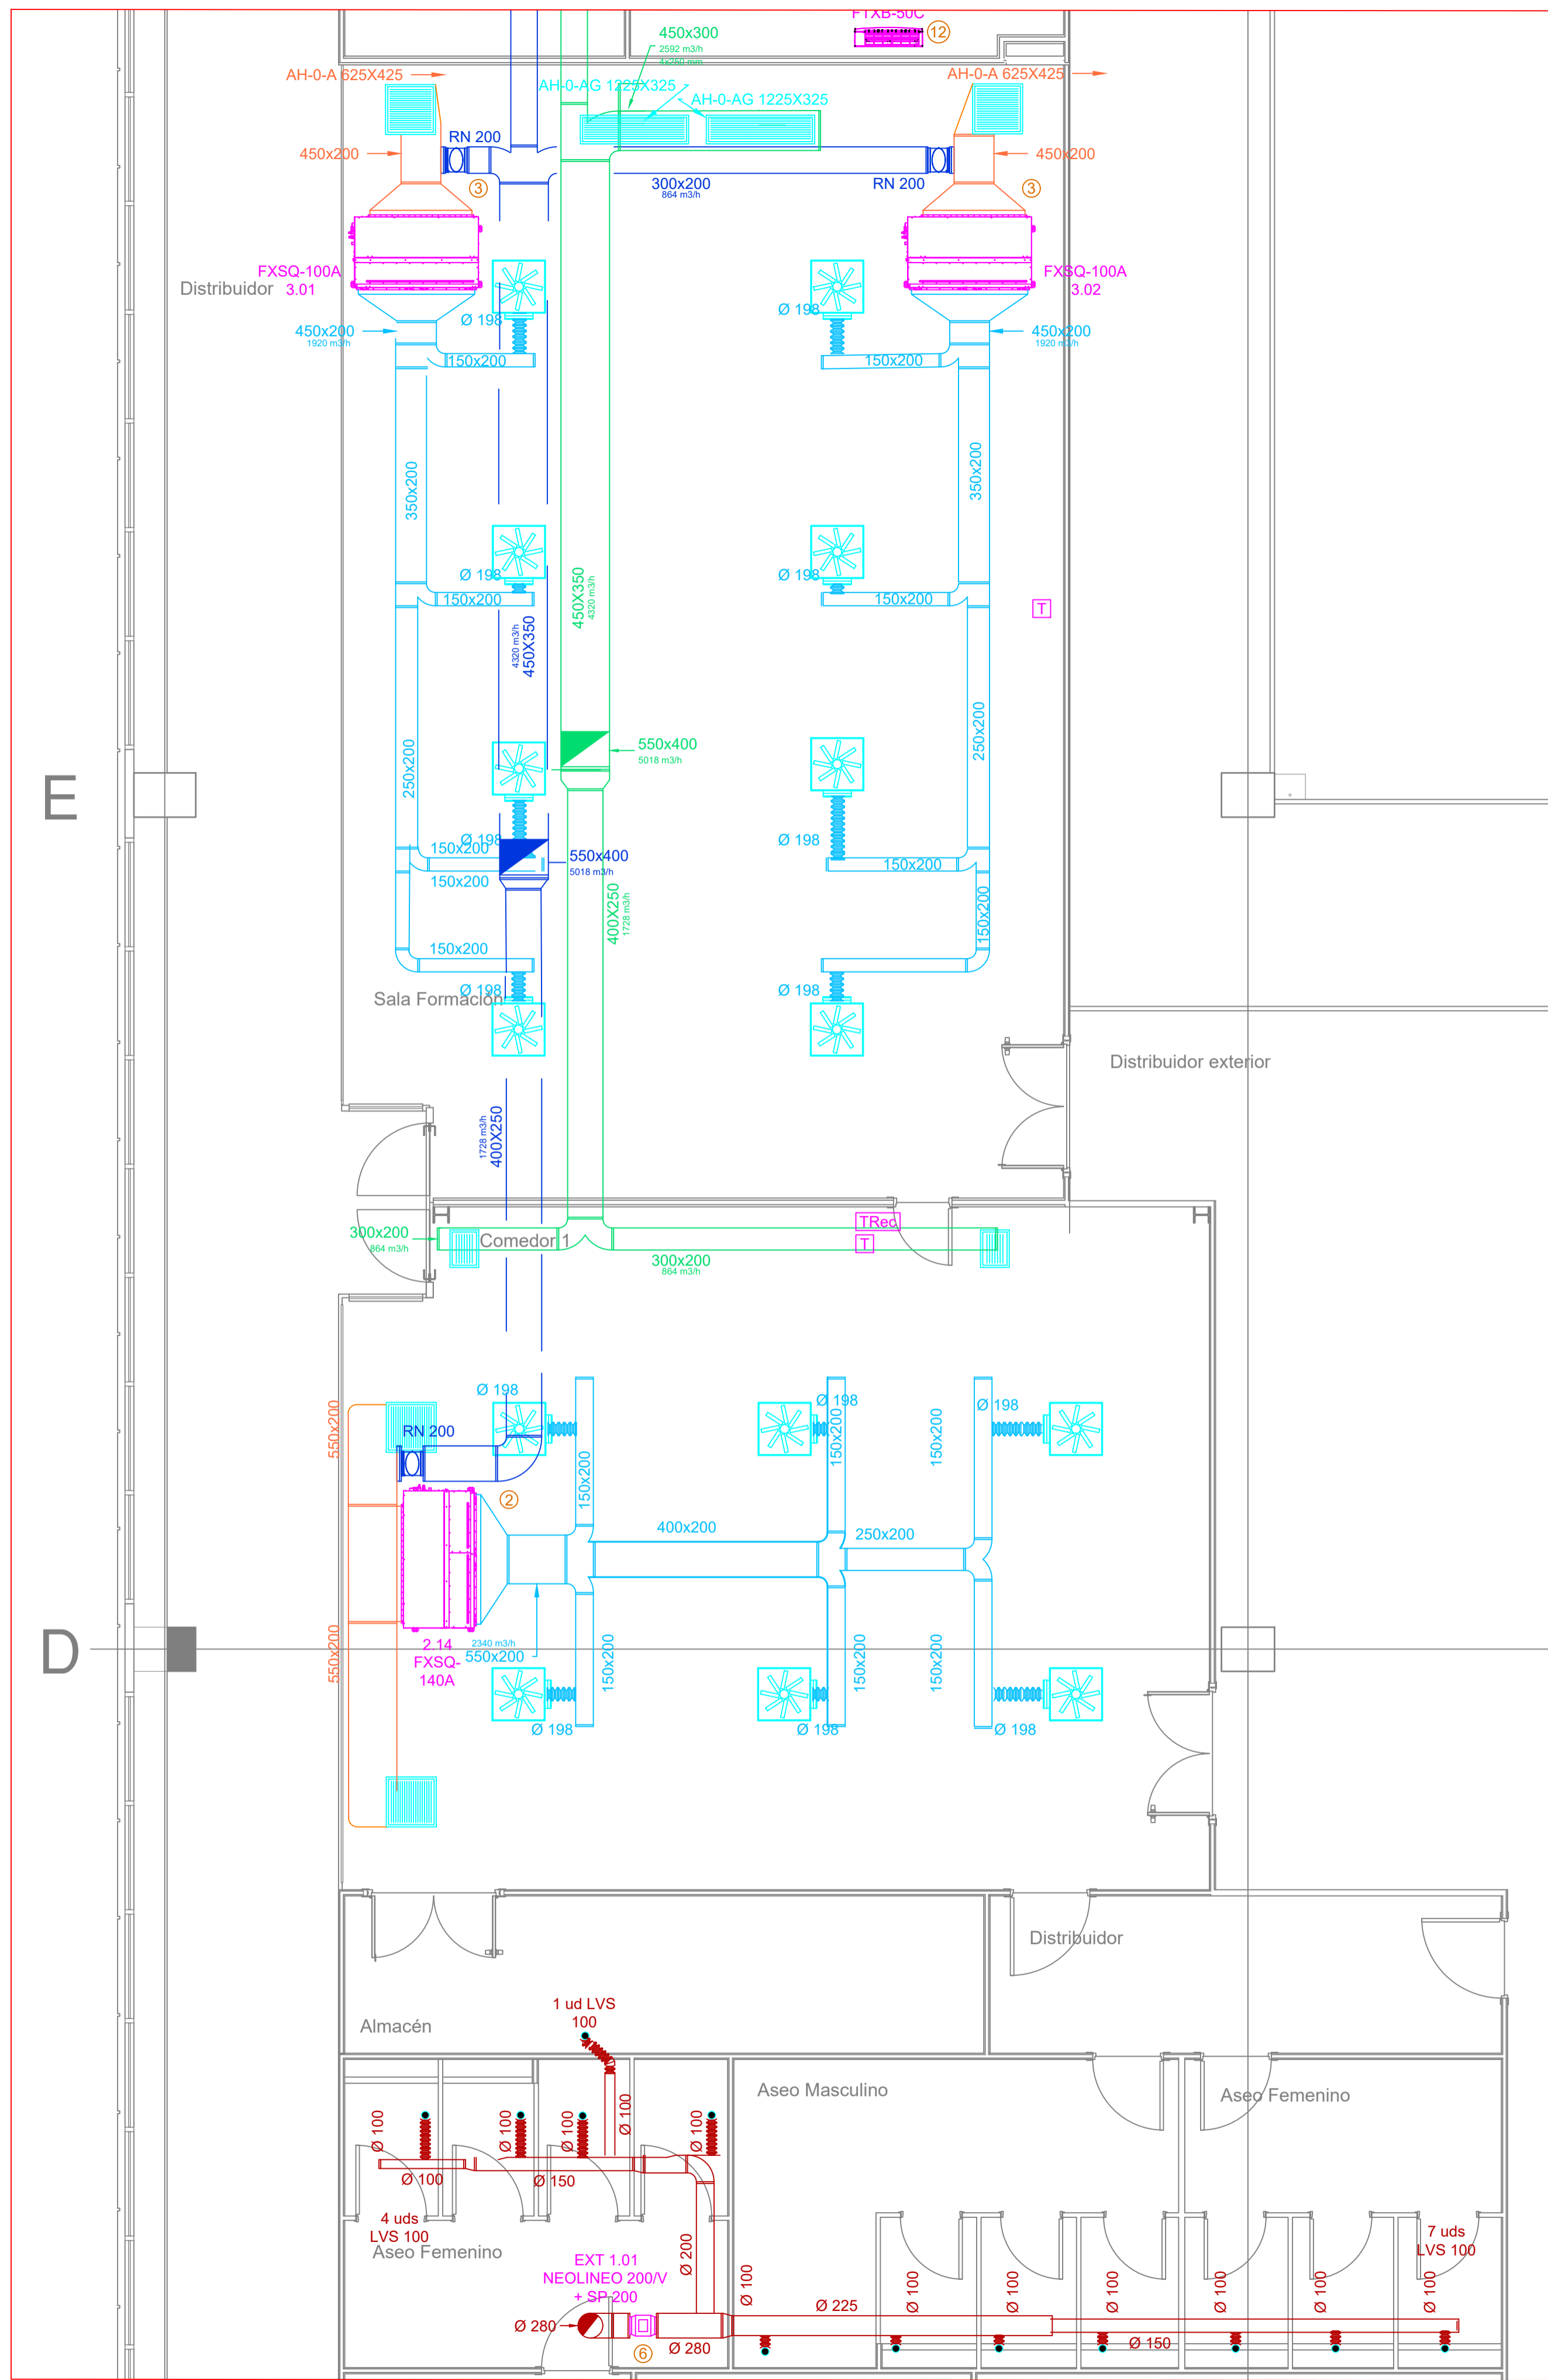 FTXB-50C
12
450x300
2592 m3/h
4x250 mm
AH-0-A 625X425
AH-0-A 625X425
AH-0-AG 1225X325
AH-0-AG 1225X325
RN 200
450x200
450x200
300x200
864 m3/h
RN 200
3
3
FXSQ-100A
3.01
FXSQ-100A
3.02
Distribuidor
Ø 198
Ø 198
450x200
1920 m3/h
450x200
1920 m3/h
150x200
150x200
350x200
350x200
Ø 198
Ø 198
150x200
150x200
450X350
4320 m3/h
4320 m3/h
450X350
T
550x400
5018 m3/h
250x200
250x200
E
Ø 198
Ø 198
150x200
150x200
150x200
550x400
5018 m3/h
400X250
1728 m3/h
150x200
150x200
Ø 198
Ø 198
Sala Formación
Distribuidor exterior
1728 m3/h
400X250
TRec
T
300x200
864 m3/h
Comedor 1
300x200
864 m3/h
Ø 198
Ø 198
Ø 198
550x200
RN 200
150x200
150x200
150x200
2
400x200
250x200
D
550x200
2.14
FXSQ-
140A
2340 m3/h
550x200
150x200
150x200
150x200
Ø 198
Ø 198
Ø 198
Distribuidor
Almacén
1 ud LVS
100
Aseo Masculino
Aseo Femenino
Ø 100
Ø 100
Ø 100
Ø 100
Ø 100
Ø 100
Ø 150
4 uds
LVS 100
Aseo Femenino
7 uds
LVS 100
EXT 1.01
NEOLINEO 200/V
+ SP 200
Ø 200
Ø 100
Ø 100
Ø 100
Ø 100
Ø 100
Ø 100
Ø 100
Ø 225
Ø 280
Ø 280
Ø 150
6